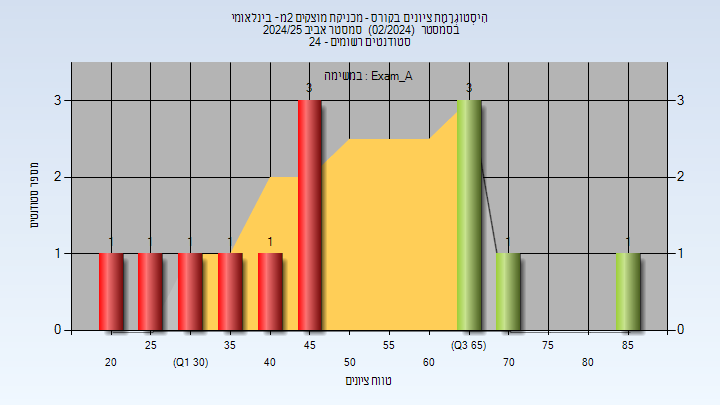 היסטוגרמת ציונים בקורס - מכניקת מוצקים 2מ - בינלאומי
בסמסטר (02/2024) סמסטר אביב 2024/25
סטודנטים רשומים - 24
במשימה : Exam_A
3 3
3 3
2 2
1 1 1 1 1 1 1
1 1
0 0
מספר סטודנטים
25 35 45 55 (Q3 65) 75 85
20 (Q1 30) 40 50 60 70 80
טווח ציונים